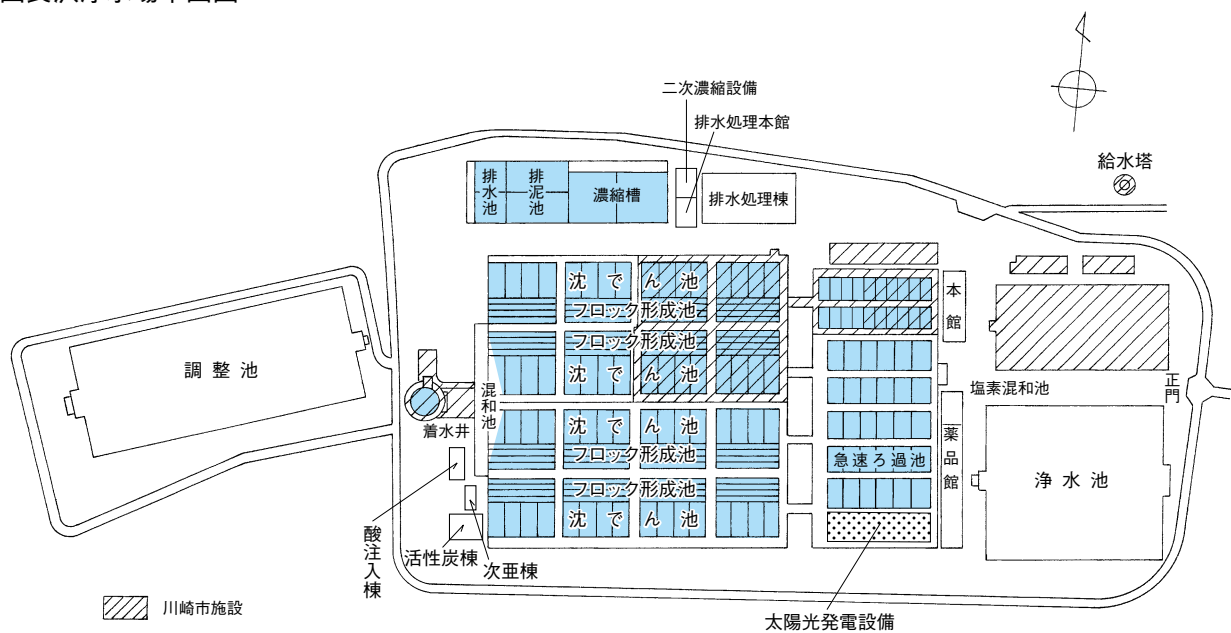 二次濃縮設備
排水処理本館
給水塔
排水池
排泥池
濃縮槽
排水処理棟
沈でん池
フロック形成池
フロック形成池
沈でん池
本館
調整池
混和池
着水井
塩素混和池
正門
沈でん池
フロック形成池
急速ろ過池
薬品館
浄水池
フロック形成池
沈でん池
酸注入棟
活性炭棟
次亜棟
川崎市施設
太陽光発電設備